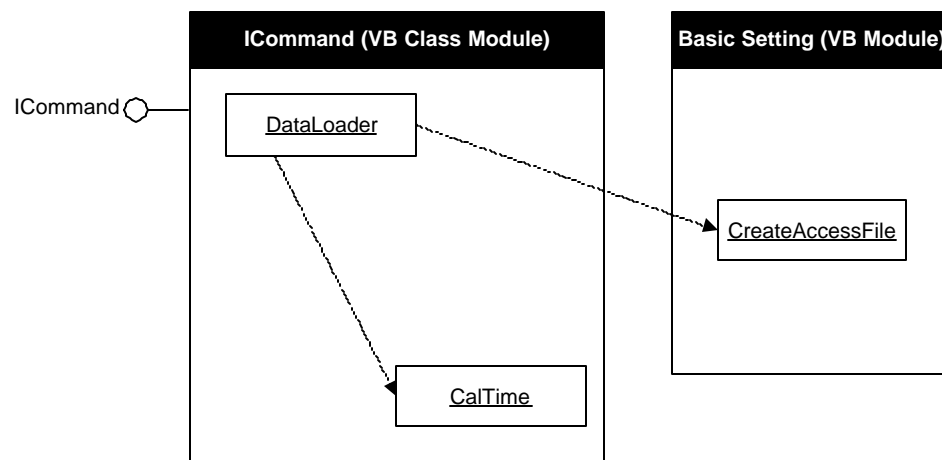 ICommand (VB Class Module)
Basic Setting (VB Module)
ICommand
DataLoader
CreateAccessFile
CalTime